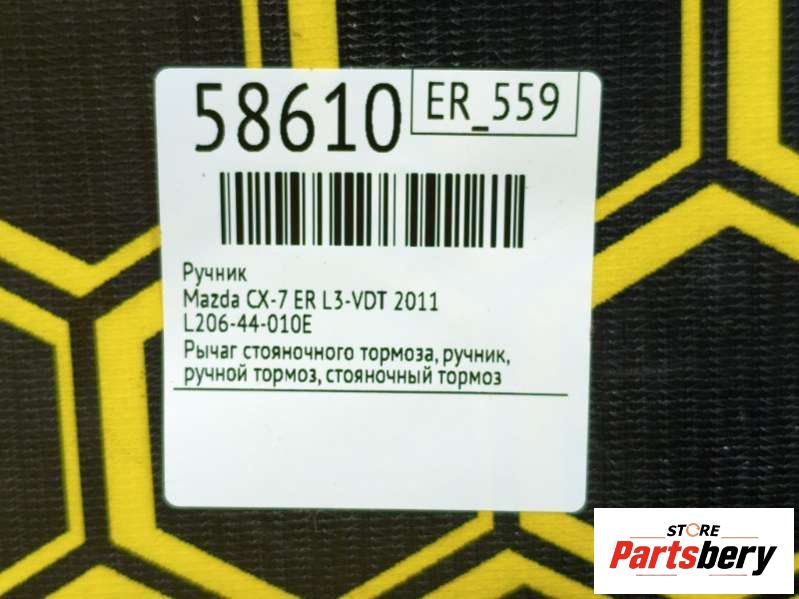 58610
ER_559
Ручник
Mazda CX-7 ER L3-VDT 2011
L206-44-010E
Рычаг стояночного тормоза, ручник,
ручной тормоз, стояночный тормоз
STORE
Partsbery